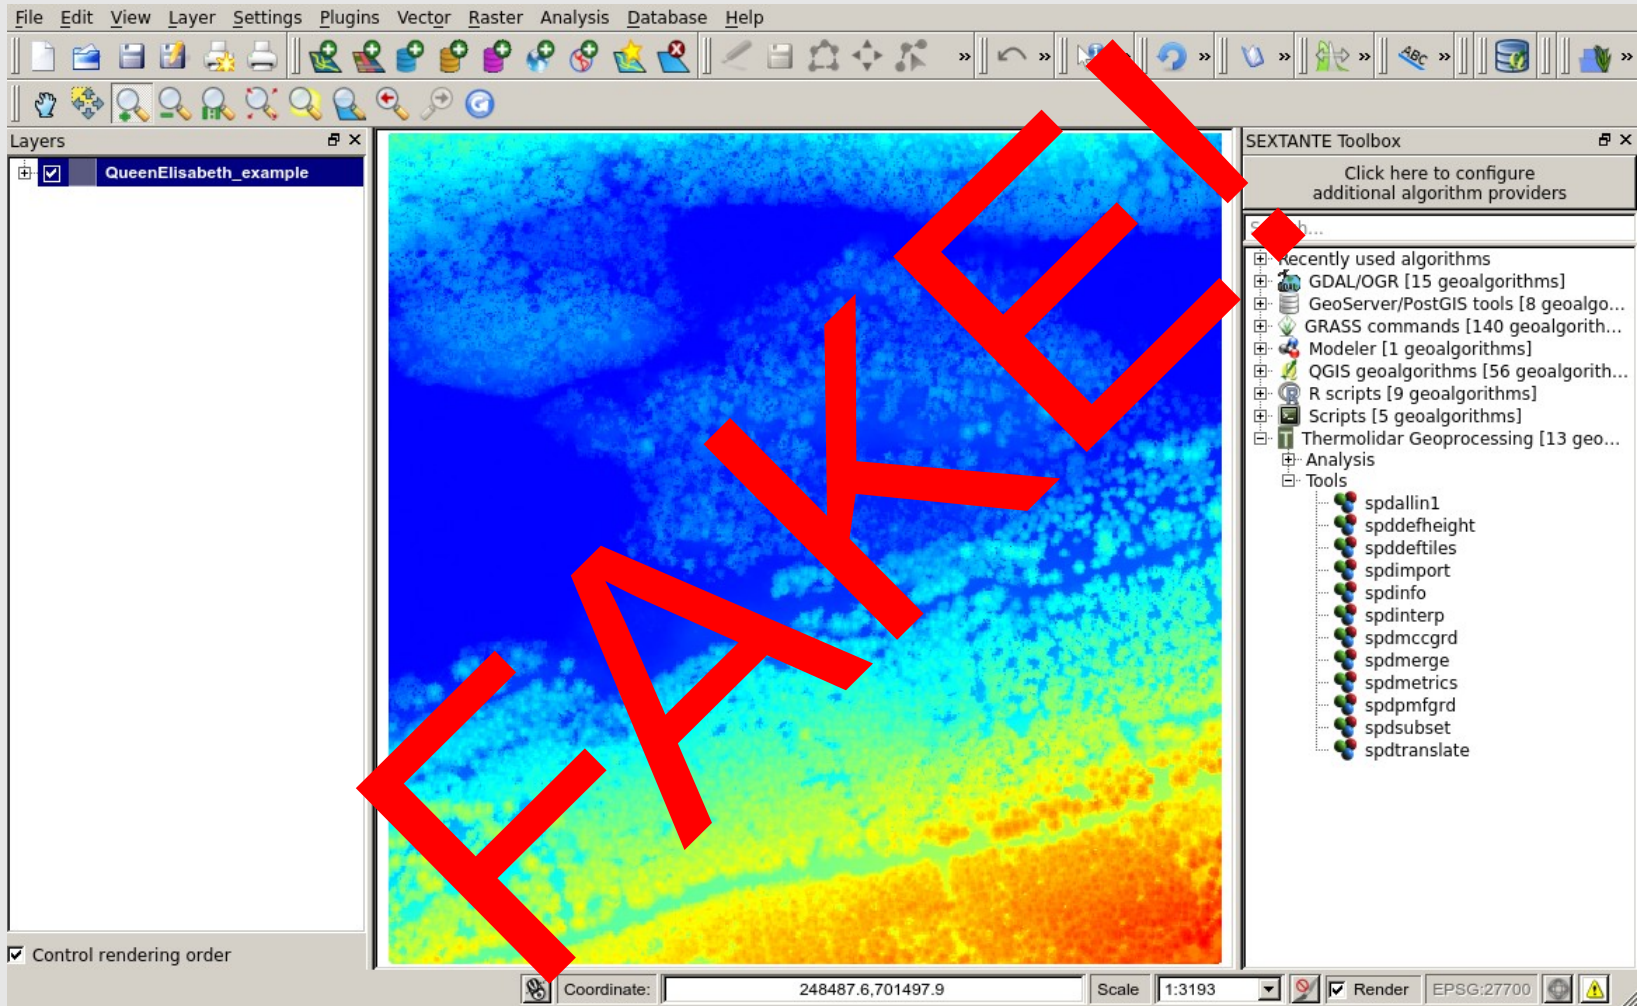 File Edit View Layer Settings Plugins Vector Raster Analysis Database Help
ABC
Layers
SEXTANTE Toolbox
QueenElisabeth_example
Click here to configure
additional algorithm providers
Recently used algorithms
GDAL/OGR [15 geoalgorithms]
GeoServer/PostGIS tools [8 geoalgo...
GRASS commands [140 geoalgorith...
Modeler [1 geoalgorithms]
QGIS geoalgorithms [56 geoalgorith...
R scripts [9 geoalgorithms]
Scripts [5 geoalgorithms]
Thermolidar Geoprocessing [13 geo...
Analysis
Tools
spdallin1
spddefheight
spddeftiles
spdimport
spdinfo
spdinterp
spdmccgrd
spdmerge
spdmetrics
spdpmfgrd
spdsubset
spdtranslate
FAKE!
Control rendering order
Coordinate: 248487.6,701497.9 Scale 1:3193 Render EPSG:27700